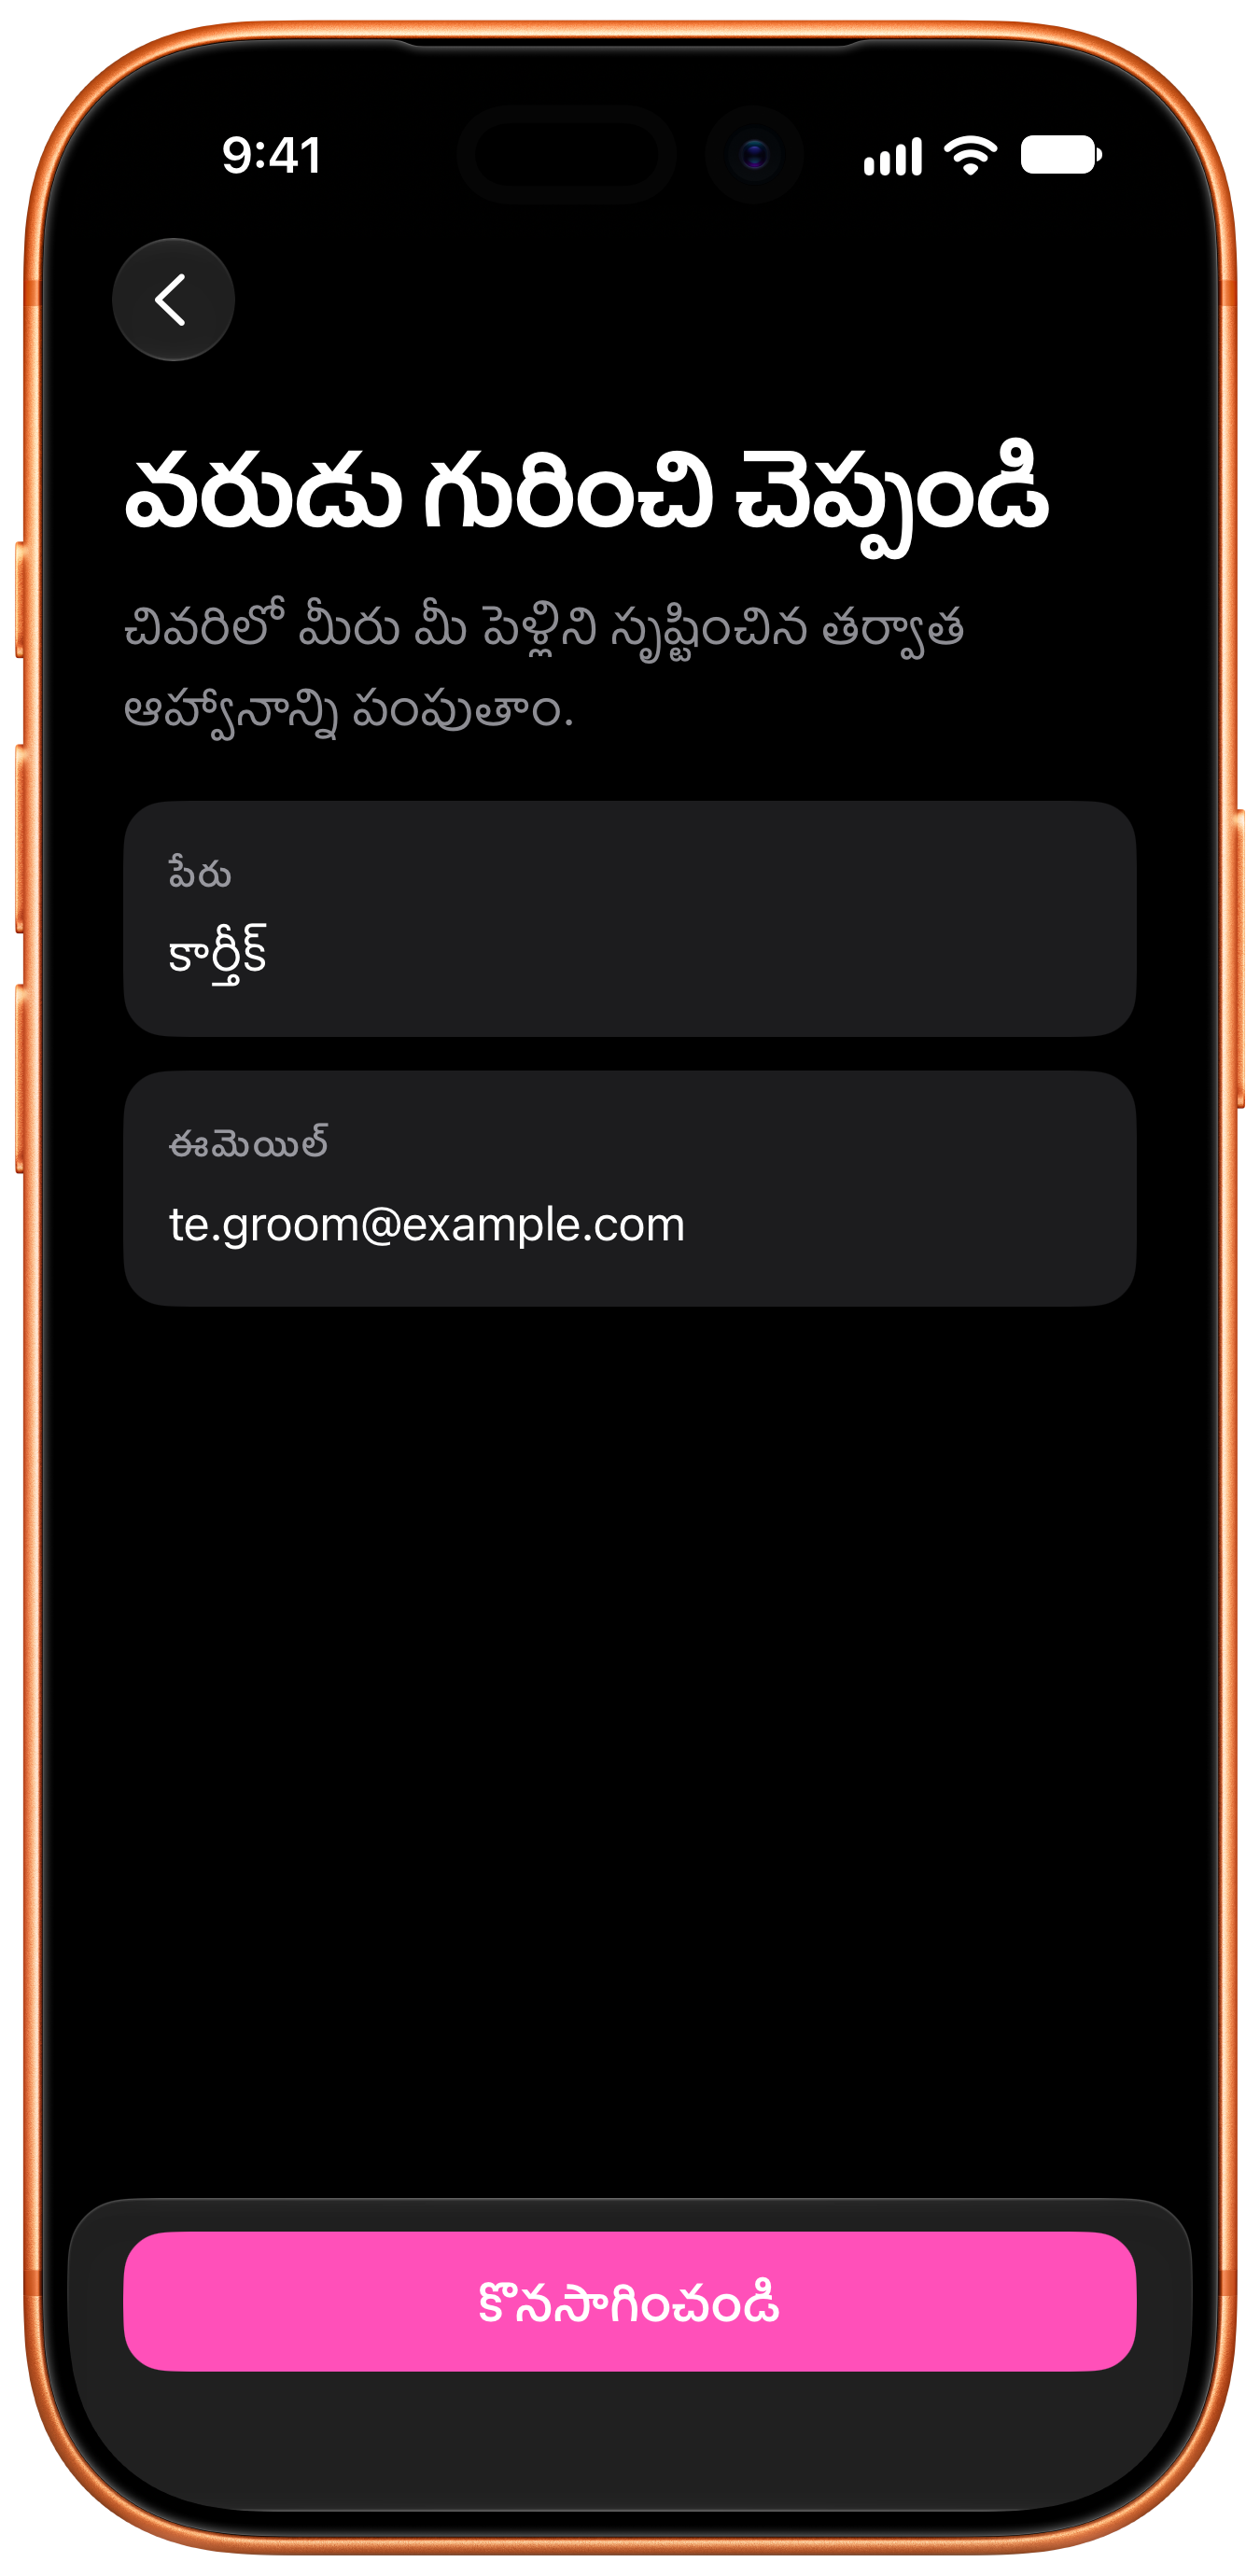 9:41
వరుడు గురించి చెప్పండి
చివరిలో మీరు మీ పెళ్లిని సృష్టించిన తర్వాత
ఆహ్వానాన్ని పంపుతాం.
పేరు
కార్తీక్
ఈమెయిల్
te.groom@example.com
కొనసాగించండి